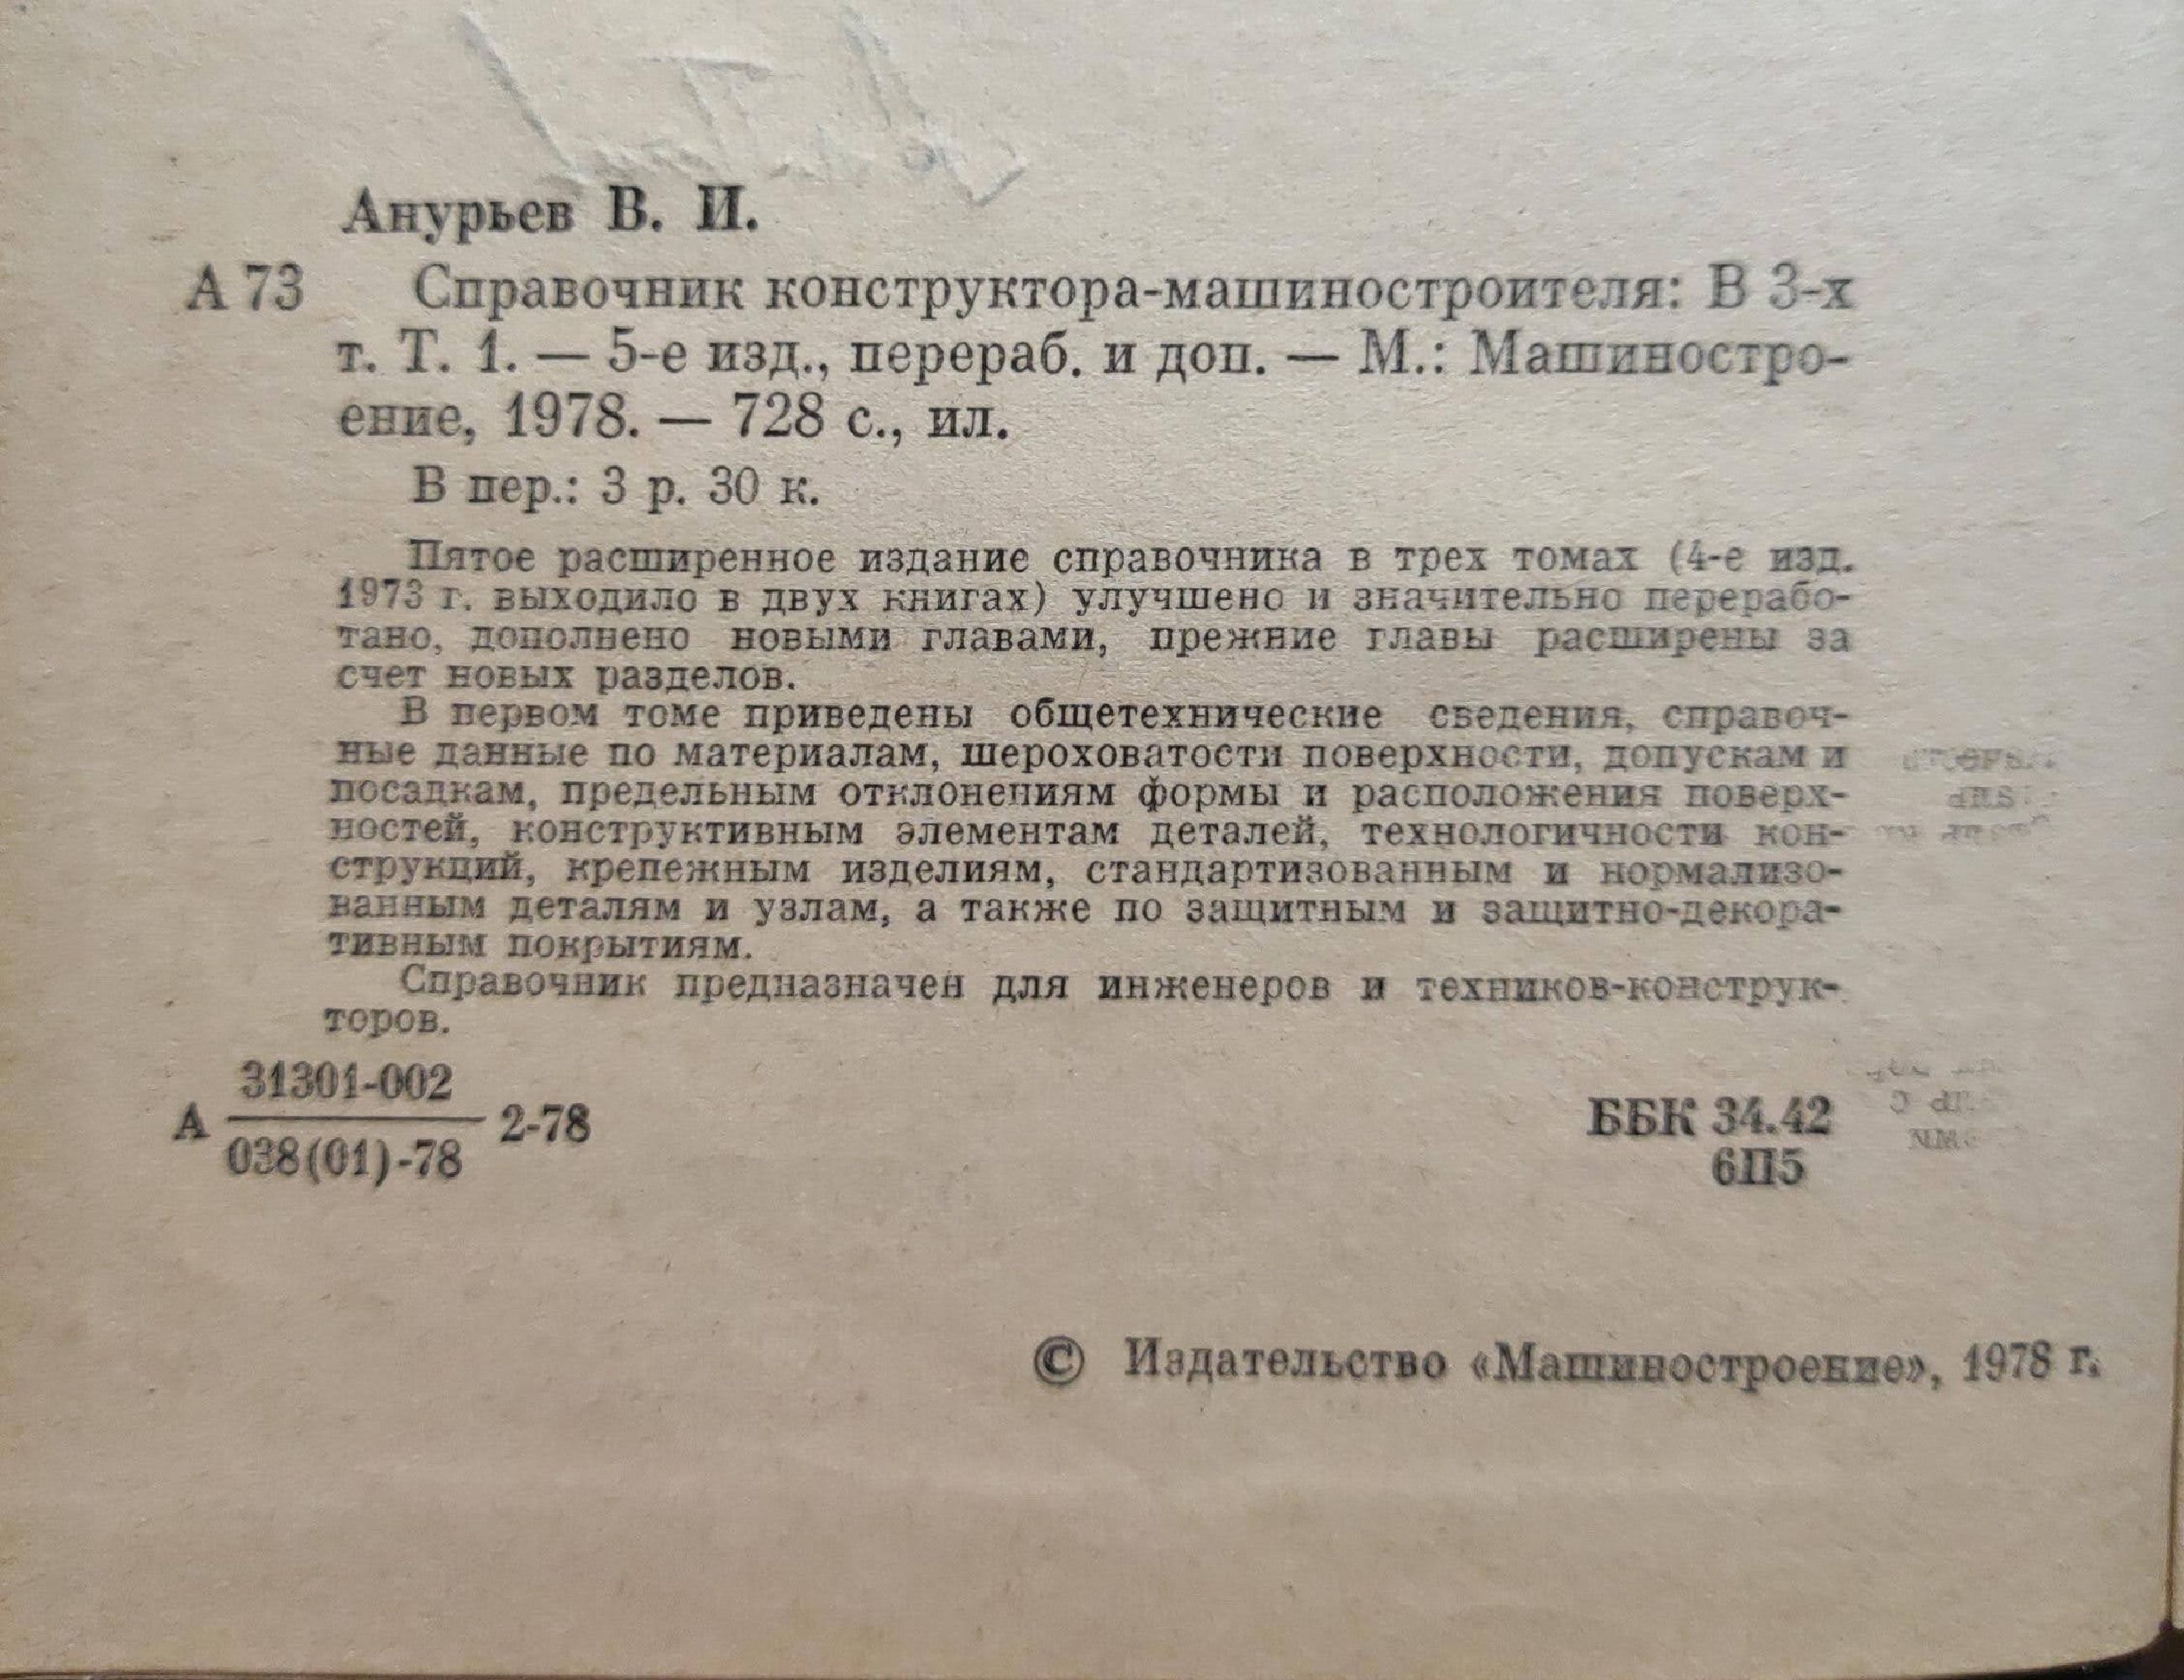 Анурьев В. И.
А 73 Справочник конструктора-машиностроителя: В 3-х
т. Т. 1. — 5-е изд., перераб. и доп. — М.: Машиностро-
ение, 1978. — 728 с., ил.
В пер.: 3 р. 30 к.
Пятое расширенное издание справочника в трех томах (4-е изд.
1973 г. выходило в двух книгах) улучшено и значительно перерабо-
тано, дополнено новыми главами, прежние главы расширены за
счет новых разделов.
В первом томе приведены общетехнические сведения, справоч-
ные данные по материалам, шероховатости поверхности, допускам и
посадкам, предельным отклонениям формы и расположения поверх-
ностей, конструктивным элементам деталей, технологичности кон-
струкций, крепежным изделиям, стандартизованным и нормализо-
ванным деталям и узлам, а также по защитным и защитно-декора-
тивным покрытиям.
Справочник предназначен для инженеров и техников-конструк-
торов.
31301-002
А 2-78
038(01)-78
ББК 34.42
6П5
© Издательство «Машиностроение», 1978 г.